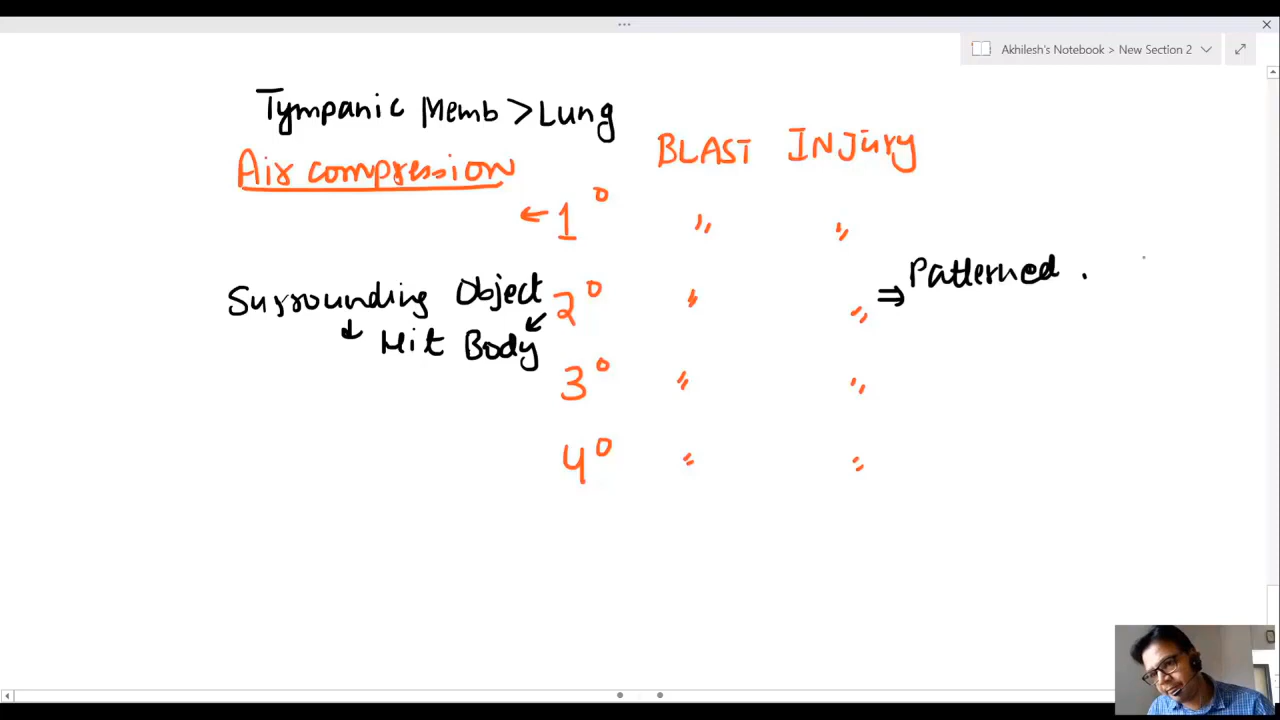 Akhilesh's Notebook > New Section 2
Tympanic Memb > Lung
BLAST INJury
Air compression
← 1° ,, ,,
⇒ Patterned .
Surrounding Object 2° ,, ,,
↓ Hit Body ↙
3° ,, ,,
4° ,, ,,